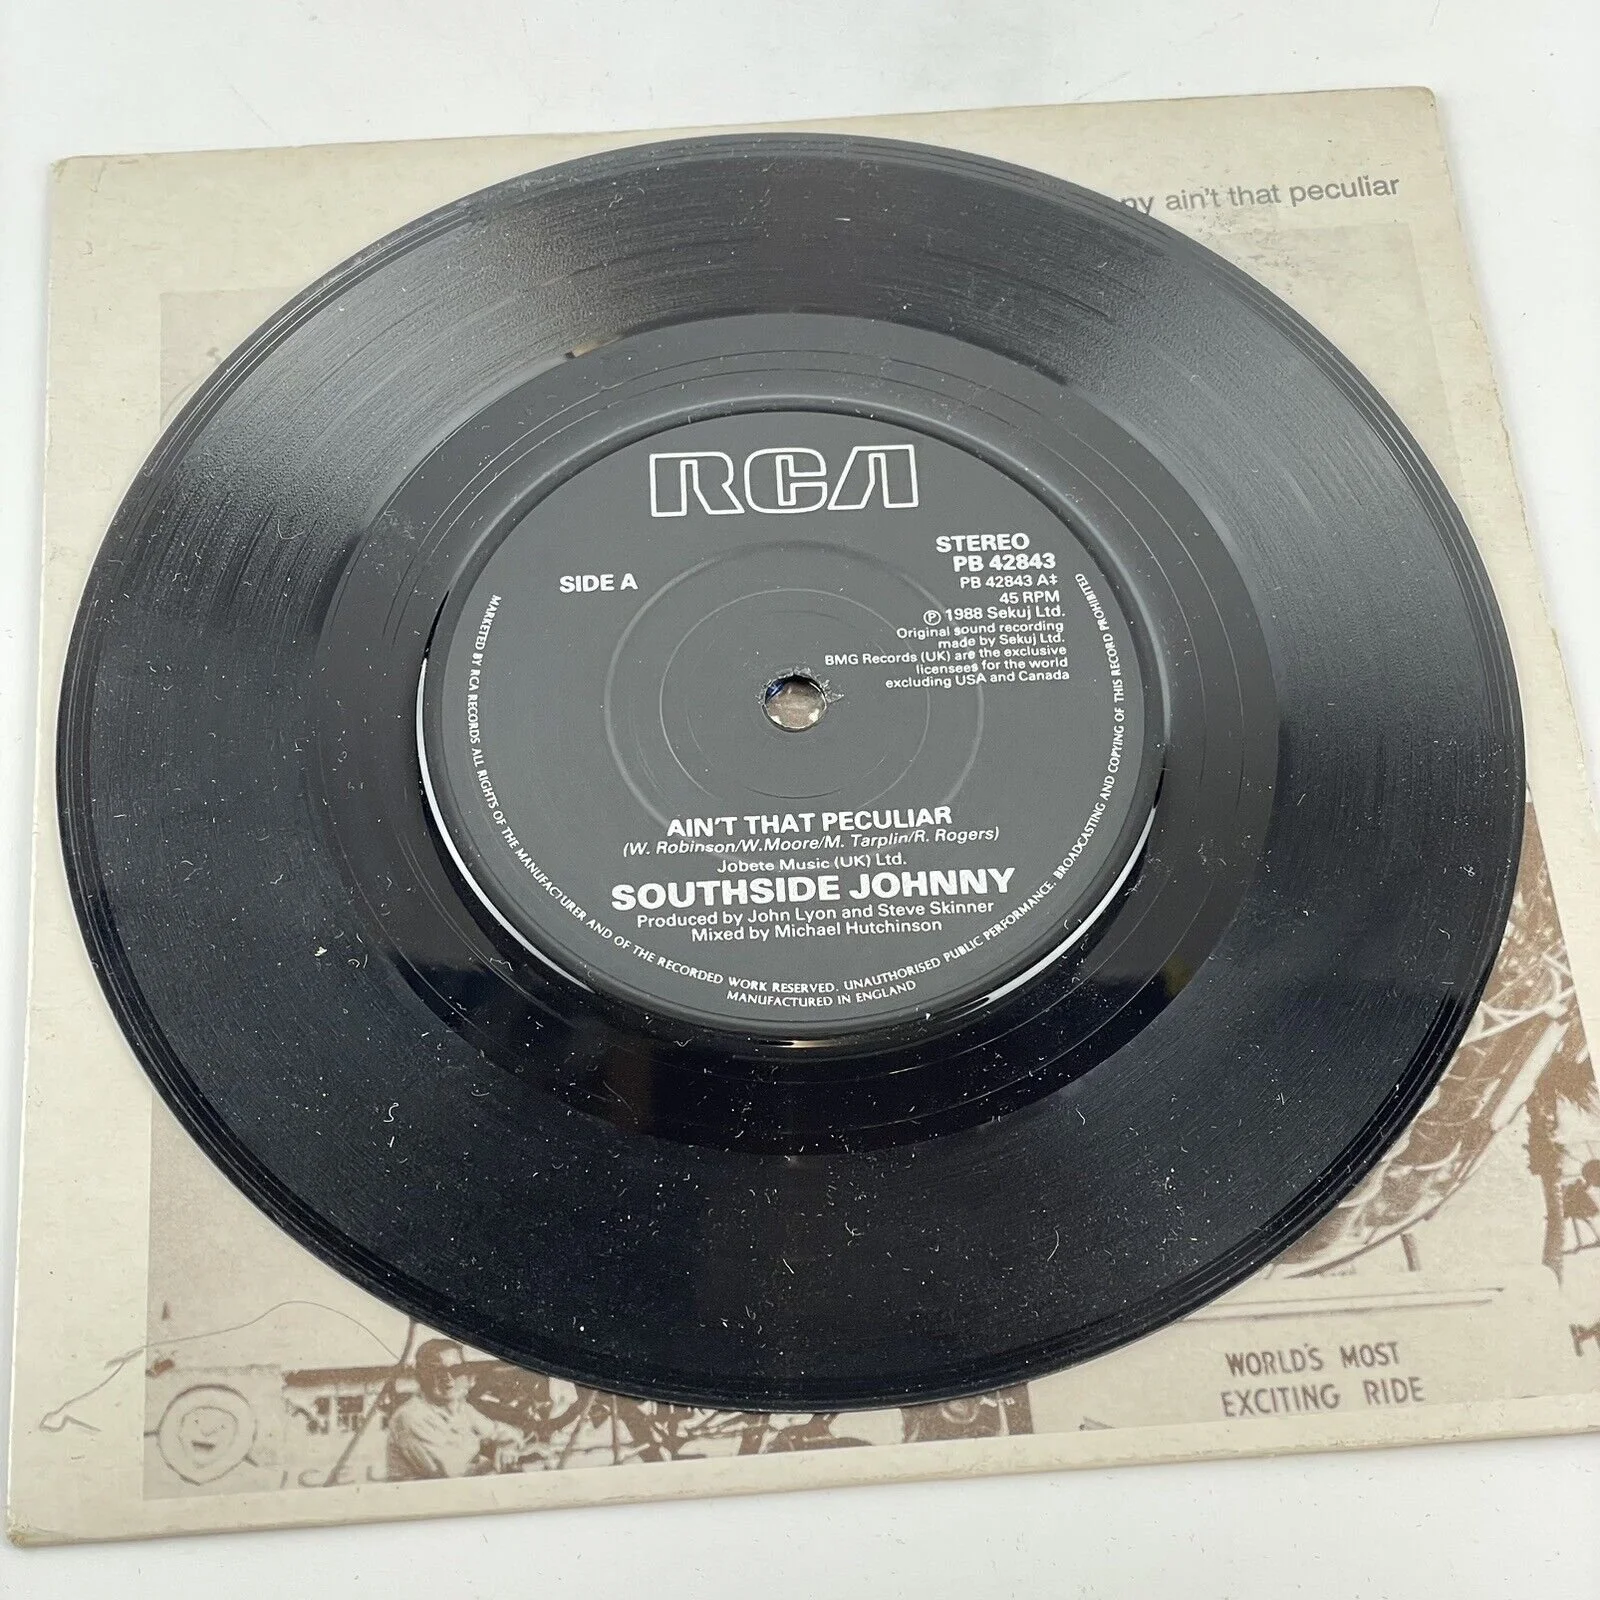 ny ain't that peculiar
RCA
STEREO
PB 42843
SIDE A
PB 42843 A‡
45 RPM
℗ 1988 Sekuj Ltd.
Original sound recording
made by Sekuj Ltd.
BMG Records (UK) are the exclusive
licensees for the world
excluding USA and Canada
AIN'T THAT PECULIAR
(W. Robinson/W.Moore/M. Tarplin/R. Rogers)
Jobete Music (UK) Ltd.
SOUTHSIDE JOHNNY
Produced by John Lyon and Steve Skinner
Mixed by Michael Hutchinson
MARKETED BY RCA RECORDS. ALL RIGHTS OF THE MANUFACTURER AND OF THE RECORDED WORK RESERVED. UNAUTHORISED PUBLIC PERFORMANCE, BROADCASTING AND COPYING OF THIS RECORD PROHIBITED
MANUFACTURED IN ENGLAND
WORLD'S MOST
EXCITING RIDE
ICE